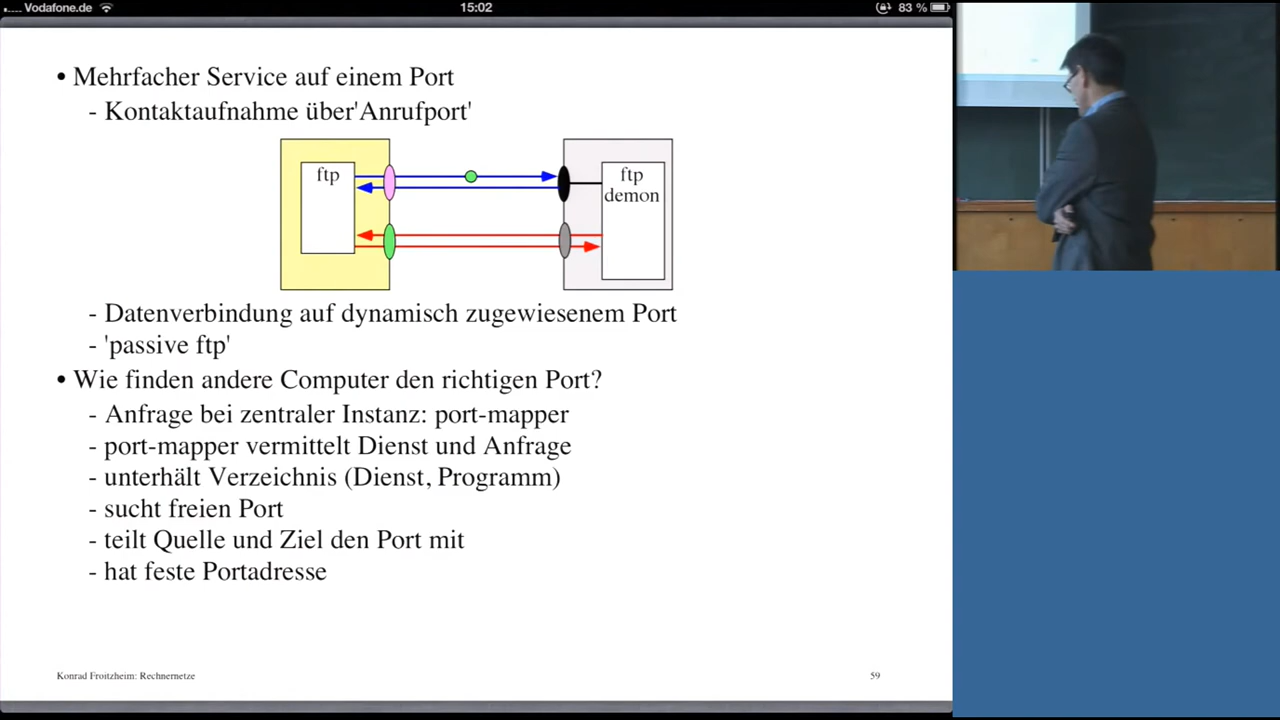 Vodafone.de
15:02
83 %
• Mehrfacher Service auf einem Port
- Kontaktaufnahme über'Anrufport'
ftp
ftp
demon
- Datenverbindung auf dynamisch zugewiesenem Port
- 'passive ftp'
• Wie finden andere Computer den richtigen Port?
- Anfrage bei zentraler Instanz: port-mapper
- port-mapper vermittelt Dienst und Anfrage
- unterhält Verzeichnis (Dienst, Programm)
- sucht freien Port
- teilt Quelle und Ziel den Port mit
- hat feste Portadresse
Konrad Froitzheim: Rechnernetze
59